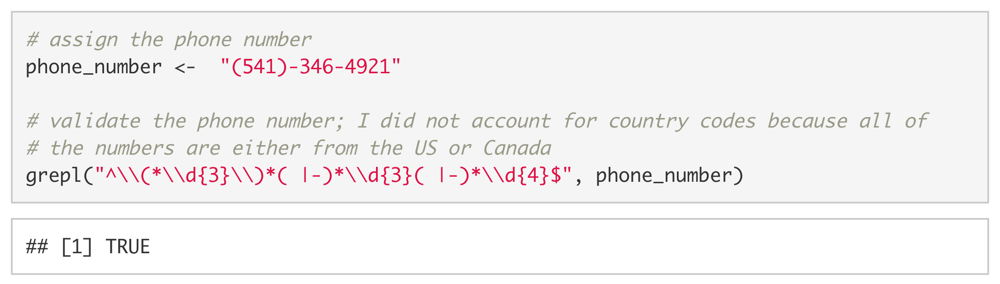 # assign the phone number
phone_number <-  "(541)-346-4921"
# validate the phone number; I did not account for country codes because all of
# the numbers are either from the US or Canada
grepl("^\\(*\\d{3}\\)*( |-)*\\d{3}( |-)*\\d{4}$", phone_number)
## [1] TRUE